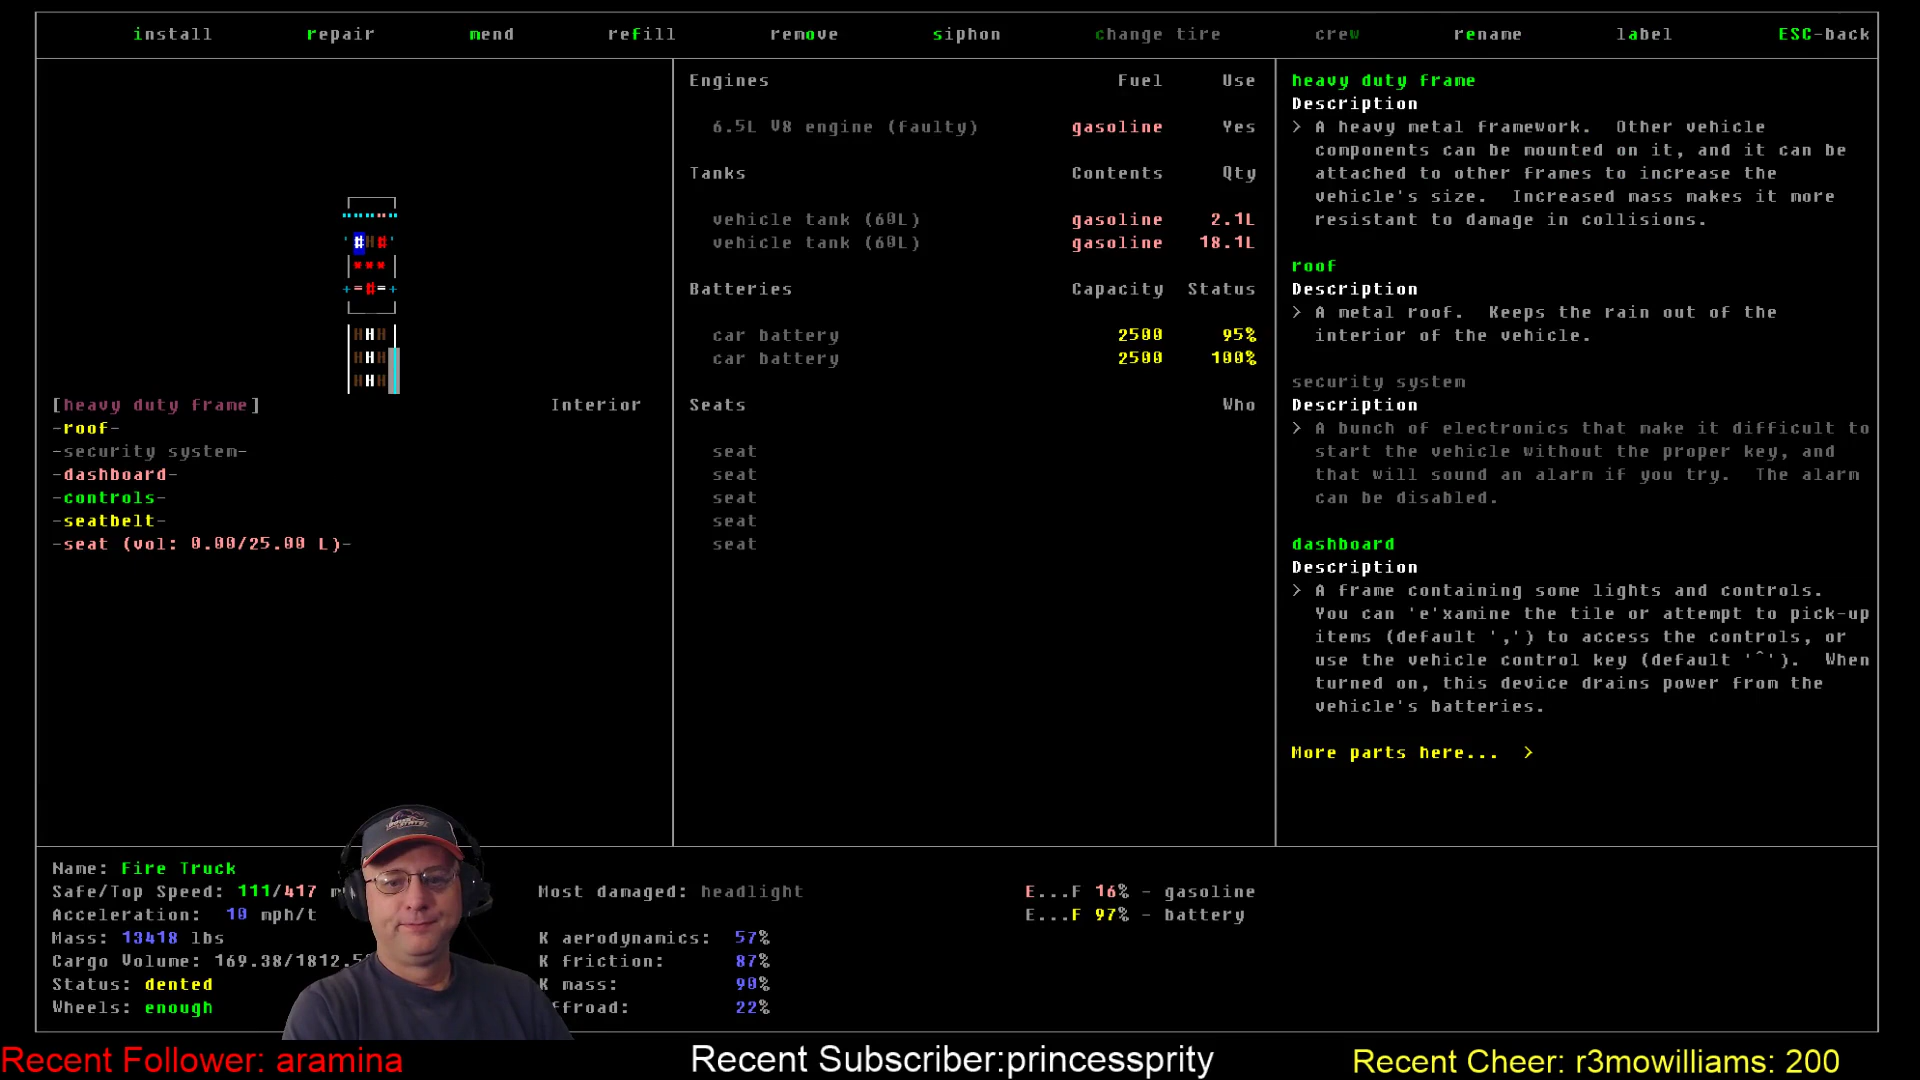 install repair mend refill remove siphon change tire crew rename label ESC-back
[heavy duty frame] Interior
-roof-
-security system-
-dashboard-
-controls-
-seatbelt-
-seat (vol: 0.00/25.00 L)-
Engines Fuel Use
6.5L V8 engine (faulty) gasoline Yes
Tanks Contents Qty
vehicle tank (60L) gasoline 2.1L
vehicle tank (60L) gasoline 18.1L
Batteries Capacity Status
car battery 2500 95%
car battery 2500 100%
Seats Who
seat
seat
seat
seat
seat
heavy duty frame
Description
> A heavy metal framework. Other vehicle
components can be mounted on it, and it can be
attached to other frames to increase the
vehicle's size. Increased mass makes it more
resistant to damage in collisions.
roof
Description
> A metal roof. Keeps the rain out of the
interior of the vehicle.
security system
Description
> A bunch of electronics that make it difficult to
start the vehicle without the proper key, and
that will sound an alarm if you try. The alarm
can be disabled.
dashboard
Description
> A frame containing some lights and controls.
You can 'e'xamine the tile or attempt to pick-up
items (default ',') to access the controls, or
use the vehicle control key (default '^'). When
turned on, this device drains power from the
vehicle's batteries.
More parts here... >
Name: Fire Truck
Safe/Top Speed: 111/417
Acceleration: 10 mph/t
Mass: 13418 lbs
Cargo Volume: 169.38/1812.5
Status: dented
Wheels: enough
Most damaged: headlight
K aerodynamics: 57%
K friction: 87%
K mass: 90%
ffroad: 22%
E...F 16% - gasoline
E...F 97% - battery
Recent Follower: aramina
Recent Subscriber:princessprity
Recent Cheer: r3mowilliams: 200